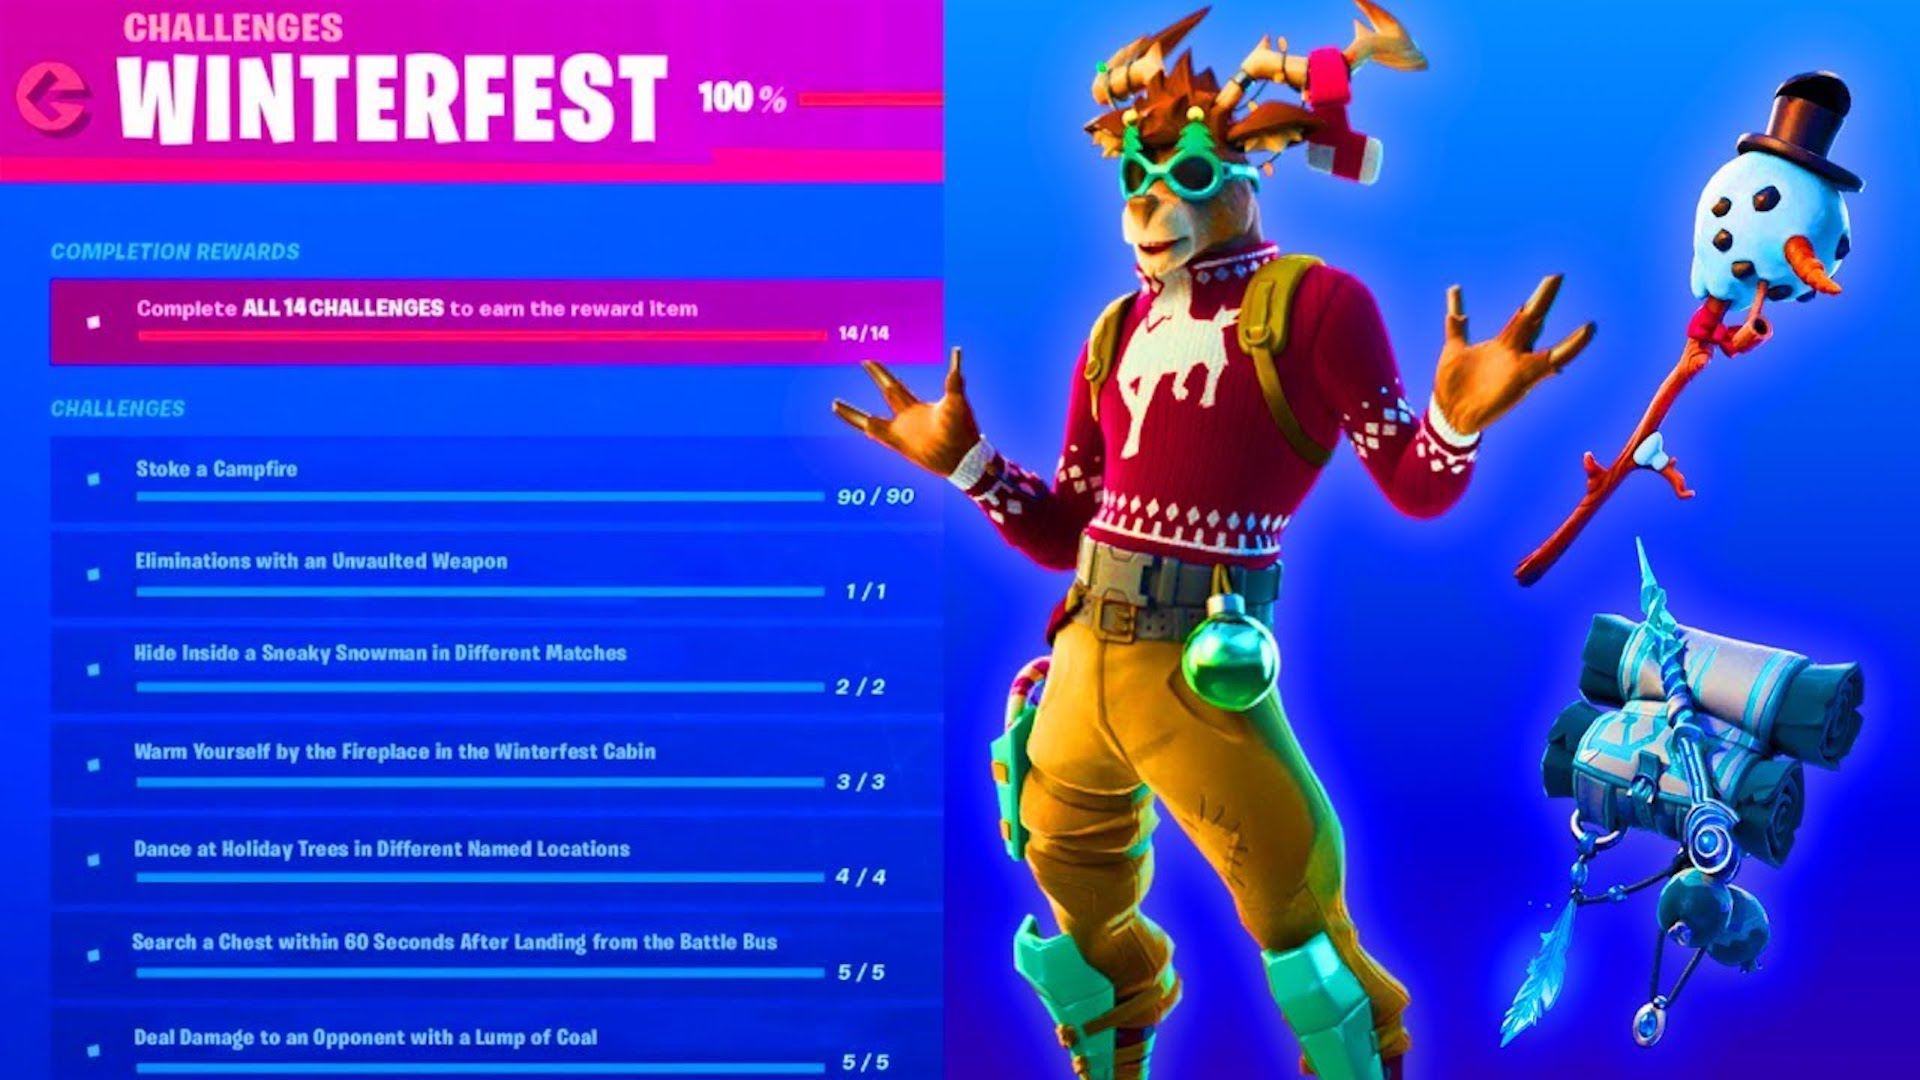 CHALLENGES
WINTERFEST
100 %
COMPLETION REWARDS
Complete ALL 14 CHALLENGES to earn the reward item
14/14
CHALLENGES
Stoke a Campfire
90 / 90
Eliminations with an Unvaulted Weapon
1 / 1
Hide Inside a Sneaky Snowman in Different Matches
2 / 2
Warm Yourself by the Fireplace in the Winterfest Cabin
3 / 3
Dance at Holiday Trees in Different Named Locations
4 / 4
Search a Chest within 60 Seconds After Landing from the Battle Bus
5 / 5
Deal Damage to an Opponent with a Lump of Coal
5 / 5